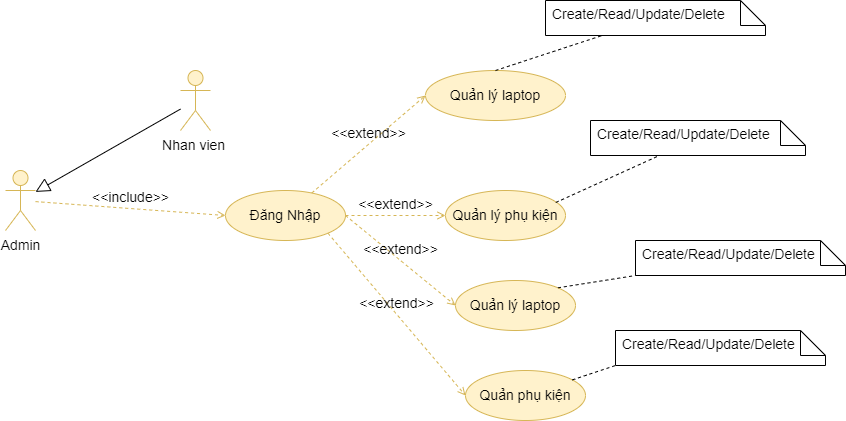 Create/Read/Update/Delete
Quản lý laptop
<<extend>>
Create/Read/Update/Delete
Nhan vien
<<include>>
<<extend>>
Đăng Nhập
Quản lý phụ kiện
Admin
<<extend>>
Create/Read/Update/Delete
<<extend>>
Quản lý laptop
Create/Read/Update/Delete
Quản phụ kiện